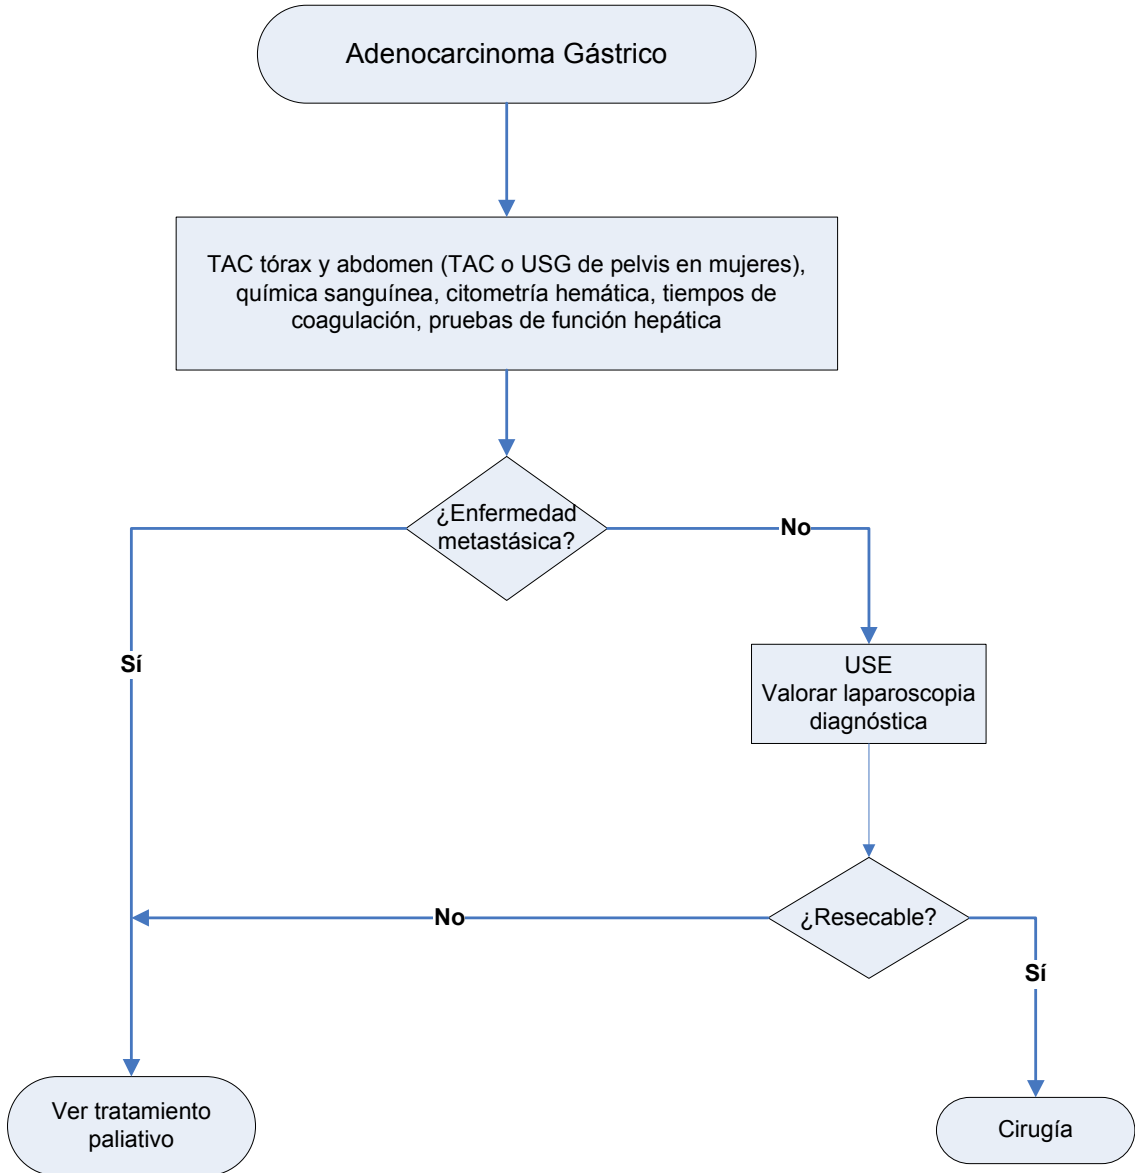 Adenocarcinoma Gástrico
TAC tórax y abdomen (TAC o USG de pelvis en mujeres),
química sanguínea, citometría hemática, tiempos de
coagulación, pruebas de función hepática
¿Enfermedad
metastásica?
No
Sí
USE
Valorar laparoscopia
diagnóstica
¿Resecable?
No
Sí
Ver tratamiento
paliativo
Cirugía